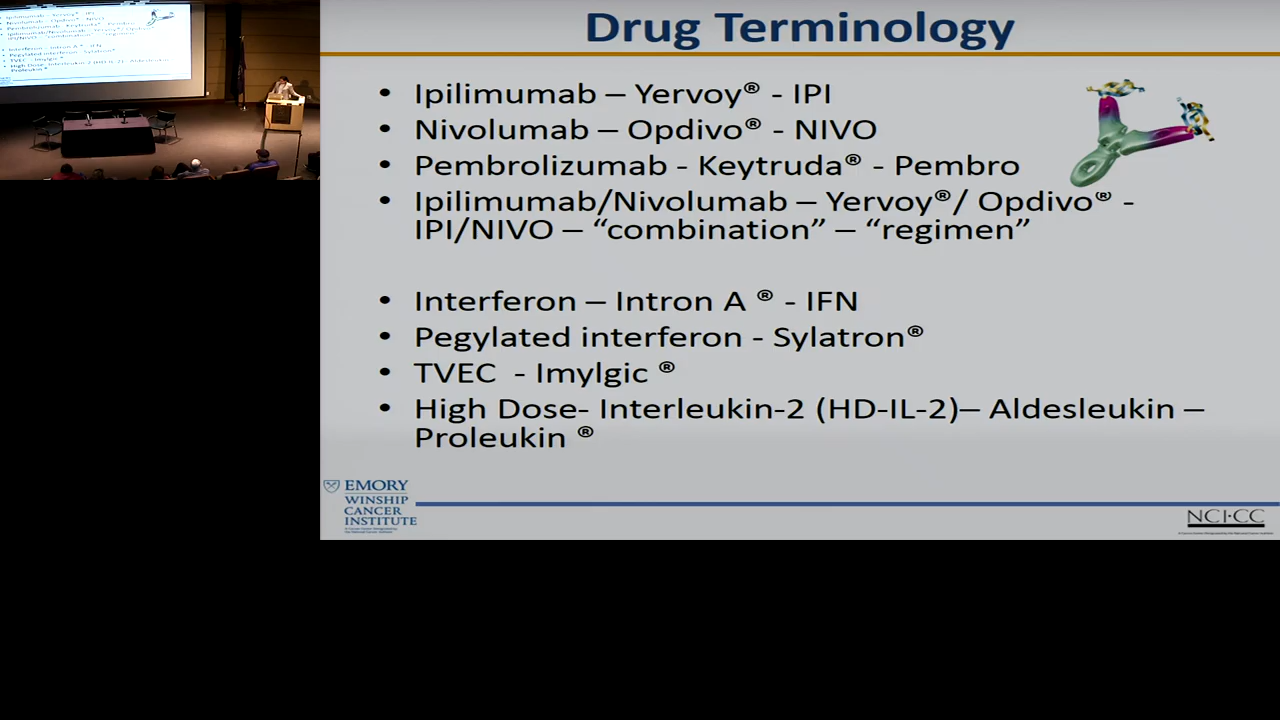 Drug Terminology
• Ipilimumab – Yervoy® - IPI
• Nivolumab – Opdivo® - NIVO
• Pembrolizumab - Keytruda® - Pembro
• Ipilimumab/Nivolumab – Yervoy®/ Opdivo® -
IPI/NIVO – “combination” – “regimen”
• Interferon – Intron A ® - IFN
• Pegylated interferon - Sylatron®
• TVEC - Imylgic ®
• High Dose- Interleukin-2 (HD-IL-2)– Aldesleukin –
Proleukin ®
EMORY
WINSHIP
CANCER
INSTITUTE
NCI·CC